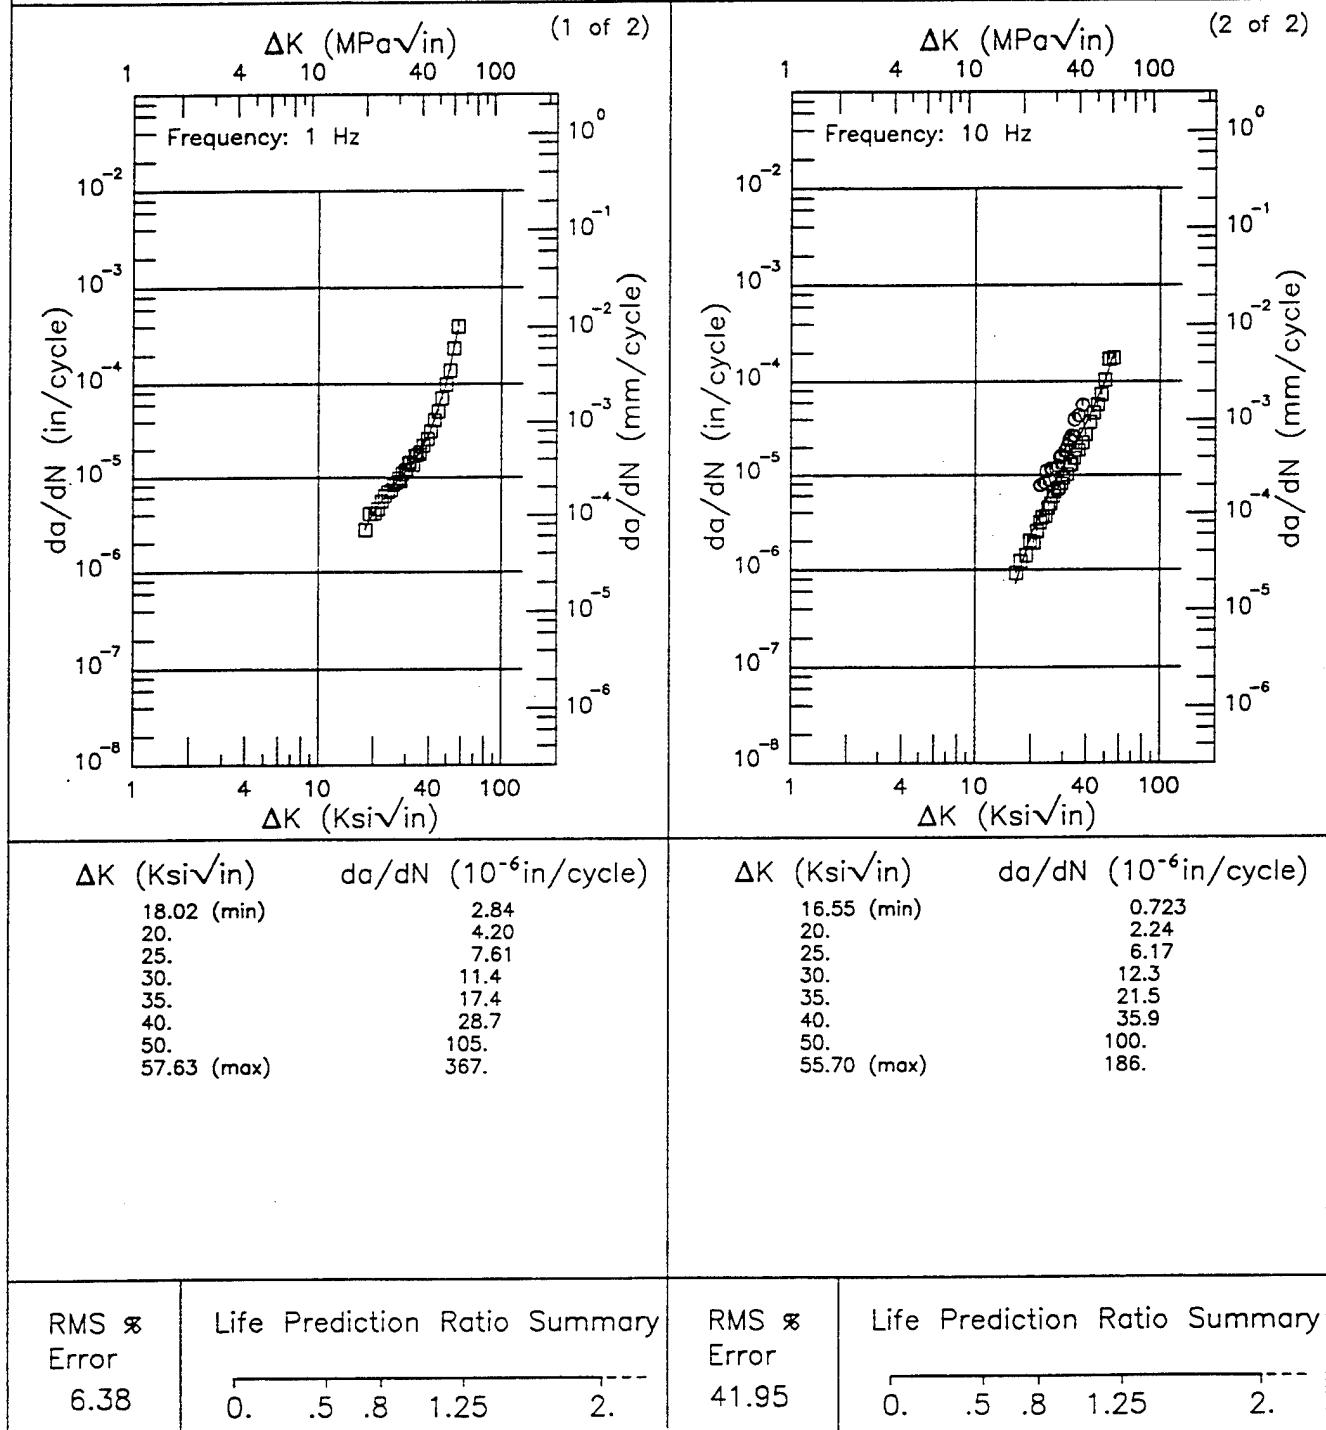 (1 of 2)
ΔK (MPa√in)
1 4 10 40 100
Frequency: 1 Hz
10⁰
10⁻¹
10⁻²
10⁻³
10⁻⁴
10⁻⁵
10⁻⁶
da/dN (mm/cycle)
10⁻²
10⁻³
10⁻⁴
10⁻⁵
10⁻⁶
10⁻⁷
10⁻⁸
da/dN (in/cycle)
1 4 10 40 100
ΔK (Ksi√in)
ΔK (Ksi√in) da/dN (10⁻⁶in/cycle)
18.02 (min) 2.84
20. 4.20
25. 7.61
30. 11.4
35. 17.4
40. 28.7
50. 105.
57.63 (max) 367.
RMS % Error
6.38
Life Prediction Ratio Summary
0. .5 .8 1.25 2.
(2 of 2)
ΔK (MPa√in)
1 4 10 40 100
Frequency: 10 Hz
10⁰
10⁻¹
10⁻²
10⁻³
10⁻⁴
10⁻⁵
10⁻⁶
da/dN (mm/cycle)
10⁻²
10⁻³
10⁻⁴
10⁻⁵
10⁻⁶
10⁻⁷
10⁻⁸
da/dN (in/cycle)
1 4 10 40 100
ΔK (Ksi√in)
ΔK (Ksi√in) da/dN (10⁻⁶in/cycle)
16.55 (min) 0.723
20. 2.24
25. 6.17
30. 12.3
35. 21.5
40. 35.9
50. 100.
55.70 (max) 186.
RMS %
Error
41.95
Life Prediction Ratio Summary
0. .5 .8 1.25 2.